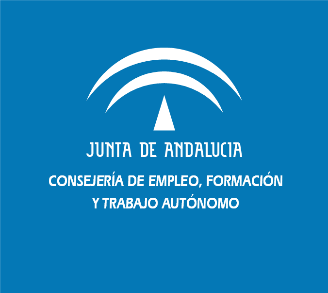 JUNTA DE ANDALUCIA
CONSEJERÍA DE EMPLEO, FORMACIÓN
Y TRABAJO AUTÓNOMO